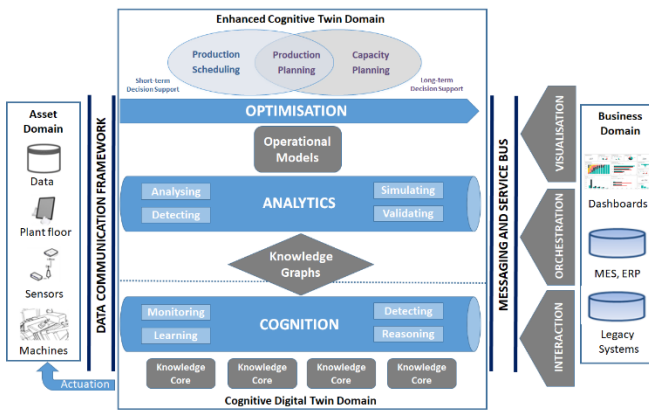 Enhanced Cognitive Twin Domain
Production
Scheduling
Production
Planning
Capacity
Planning
Short-term
Decision Support
Long-term
Decision Support
OPTIMISATION
Operational
Models
Analysing
Detecting
ANALYTICS
Simulating
Validating
Knowledge
Graphs
Monitoring
Learning
COGNITION
Detecting
Reasoning
Knowledge
Core
Knowledge
Core
Knowledge
Core
Knowledge
Core
Cognitive Digital Twin Domain
Asset
Domain
Data
Plant floor
Sensors
Machines
Actuation
DATA COMMUNICATION FRAMEWORK
MESSAGING AND SERVICE BUS
VISUALISATION
ORCHESTRATION
INTERACTION
Business
Domain
Dashboards
MES, ERP
Legacy
Systems